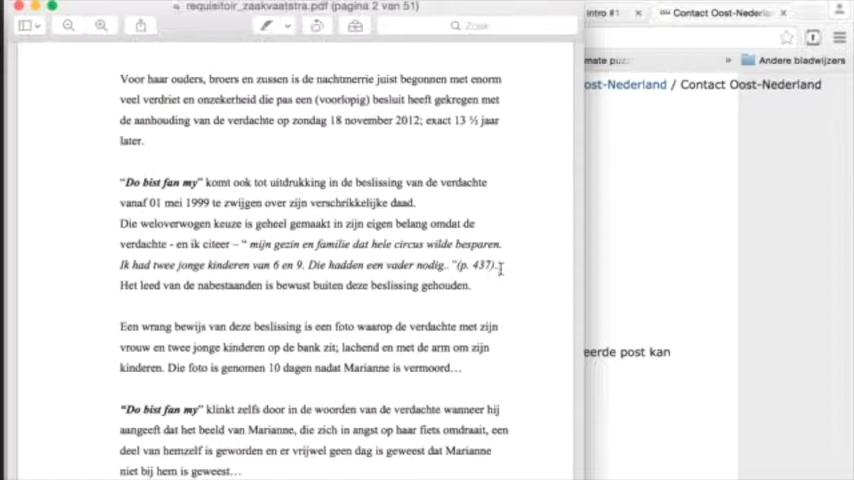 requisitoir_zaakvaatstra.pdf (pagina 2 van 51)
intro #1
Contact Oost-Nederla
Zoek
Andere bladwijzers
Voor haar ouders, broers en zussen is de nachtmerrie juist begonnen met enorm
veel verdriet en onzekerheid die pas een (voorlopig) besluit heeft gekregen met
de aanhouding van de verdachte op zondag 18 november 2012; exact 13 ½ jaar
later.
“Do bist fan my” komt ook tot uitdrukking in de beslissing van de verdachte
vanaf 01 mei 1999 te zwijgen over zijn verschrikkelijke daad.
Die weloverwogen keuze is geheel gemaakt in zijn eigen belang omdat de
verdachte - en ik citeer – “ mijn gezin en familie dat hele circus wilde besparen.
Ik had twee jonge kinderen van 6 en 9. Die hadden een vader nodig.. ”(p. 437).
Het leed van de nabestaanden is bewust buiten deze beslissing gehouden.
Een wrang bewijs van deze beslissing is een foto waarop de verdachte met zijn
vrouw en twee jonge kinderen op de bank zit; lachend en met de arm om zijn
kinderen. Die foto is genomen 10 dagen nadat Marianne is vermoord…
“Do bist fan my” klinkt zelfs door in de woorden van de verdachte wanneer hij
aangeeft dat het beeld van Marianne, die zich in angst op haar fiets omdraait, een
deel van hemzelf is geworden en er vrijwel geen dag is geweest dat Marianne
niet bij hem is geweest…
ost-Nederland / Contact Oost-Nederland
eerde post kan